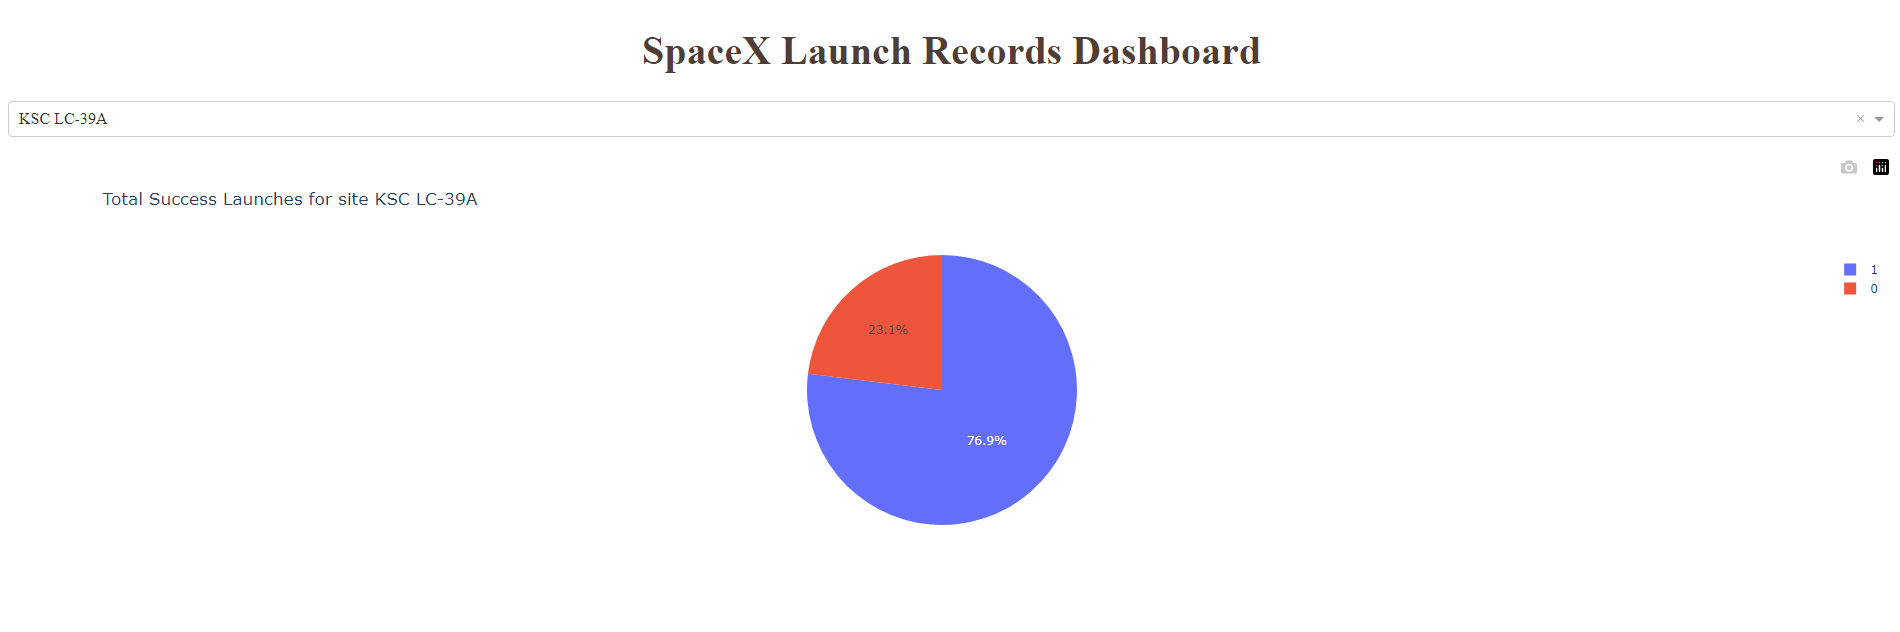 SpaceX Launch Records Dashboard
KSC LC-39A
×
Total Success Launches for site KSC LC-39A
1
0
23.1%
76.9%